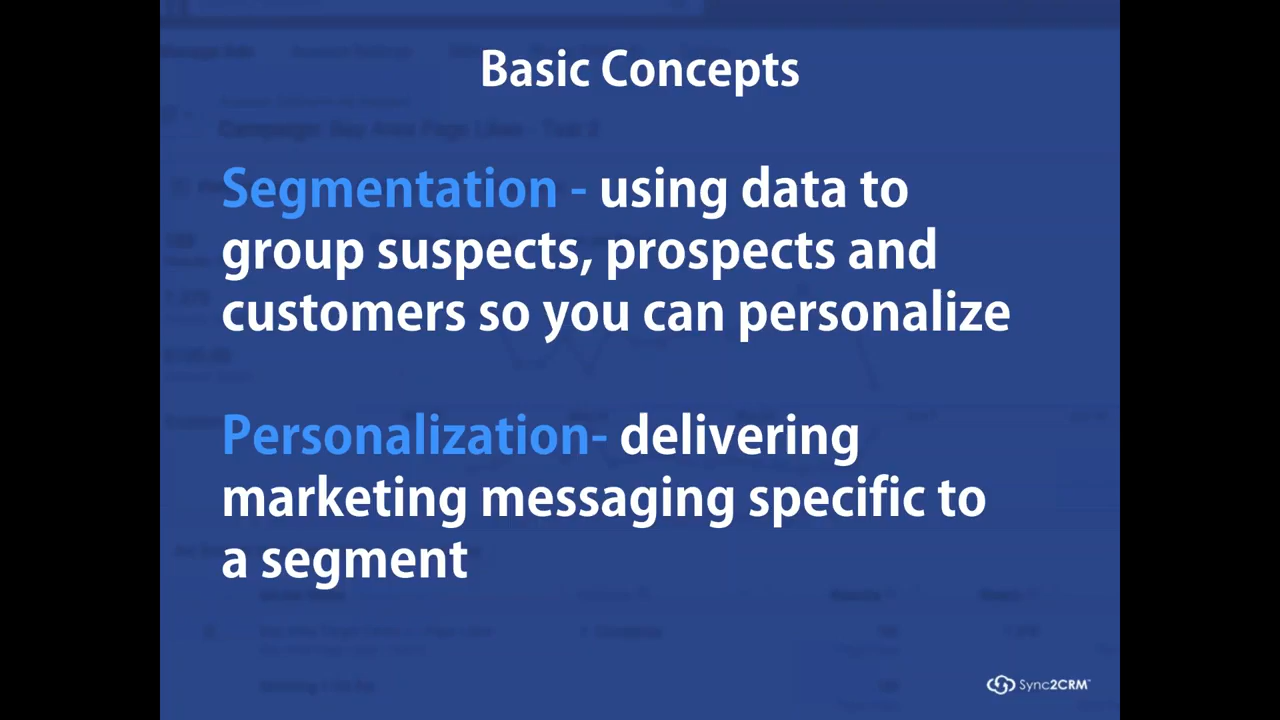 Basic Concepts
Segmentation - using data to
group suspects, prospects and
customers so you can personalize
Personalization- delivering
marketing messaging specific to
a segment
Sync2CRM